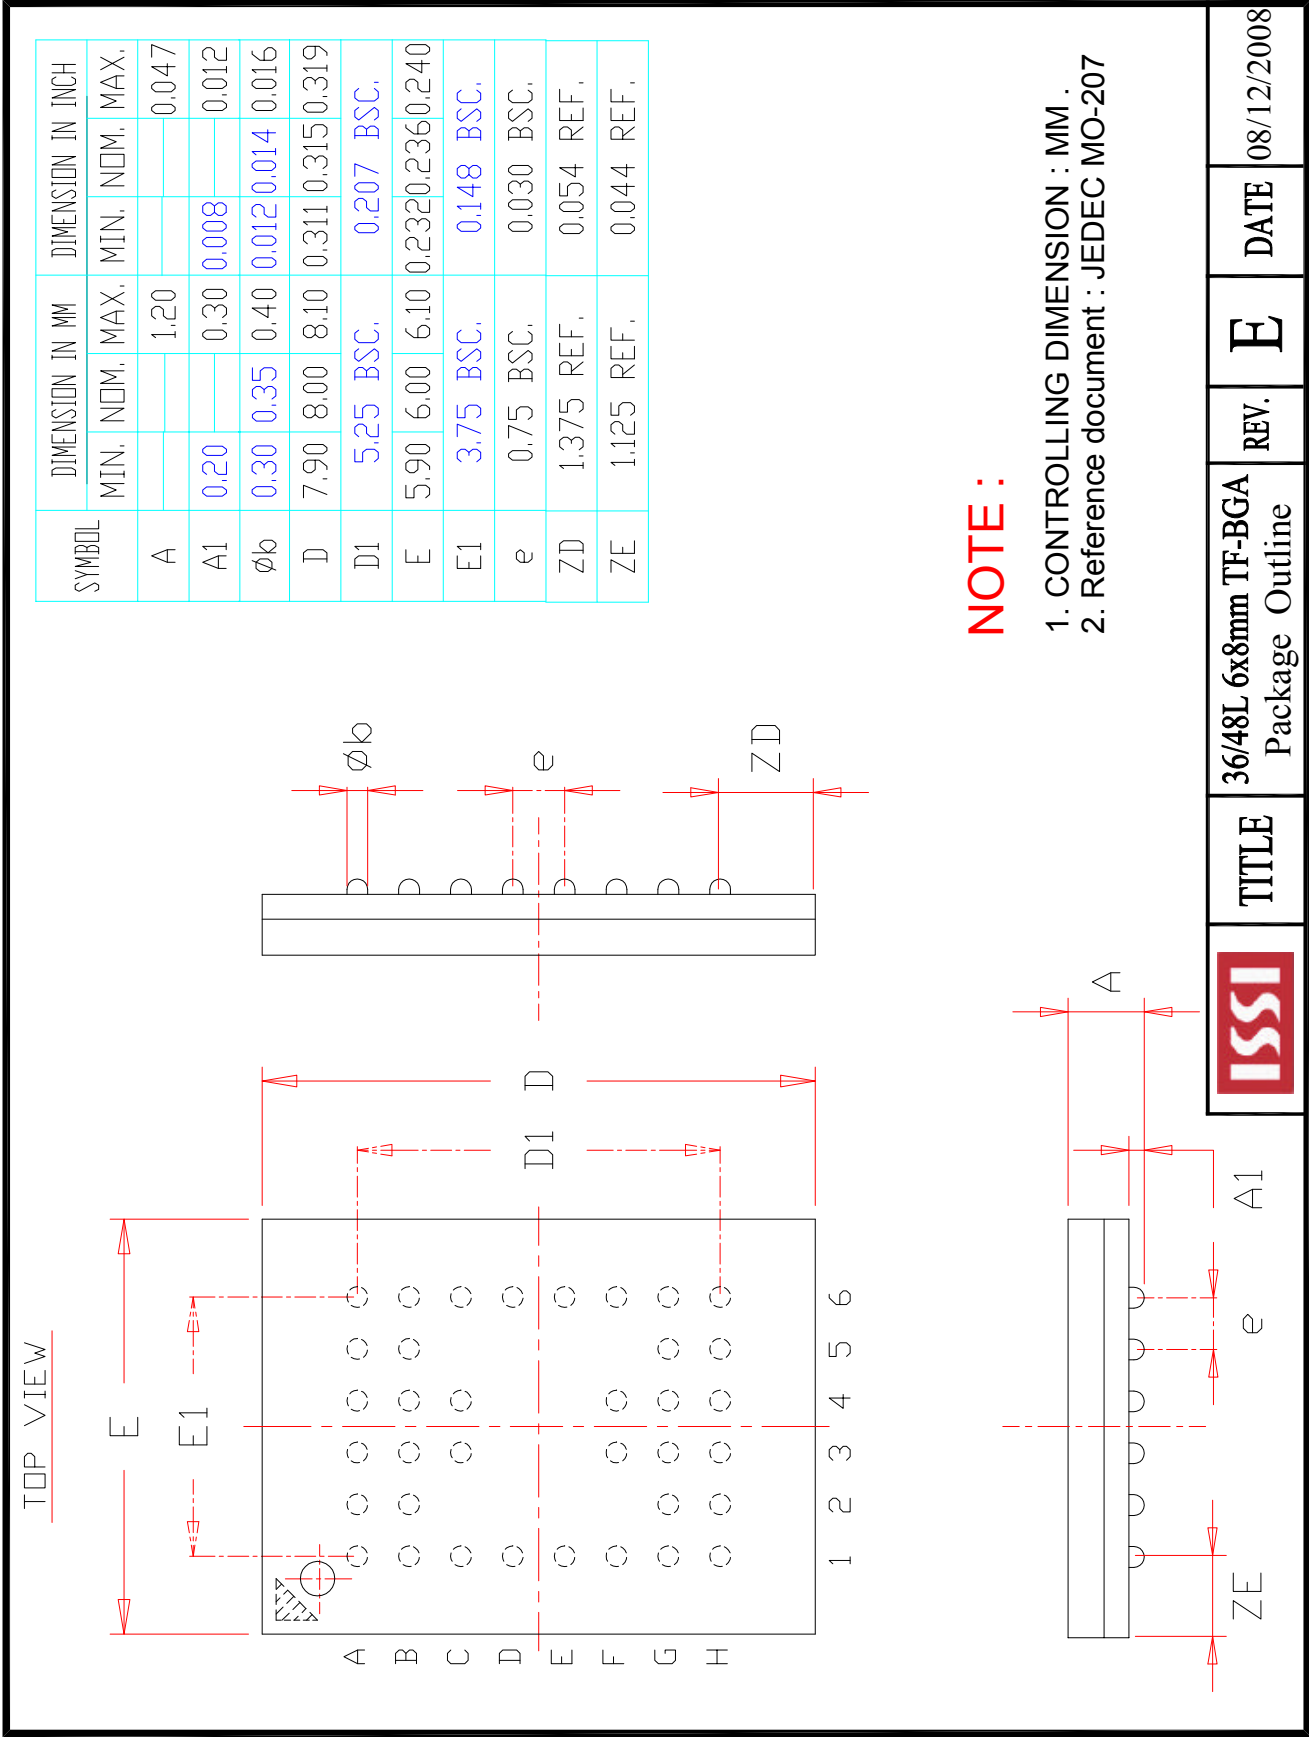 TOP VIEW
E
E1
D
D1
A
B
C
D
E
F
G
H
1 2 3 4 5 6
Øb
e
ZD
A
A1
e
ZE
SYMBOL DIMENSION IN MM DIMENSION IN INCH
MIN. NOM. MAX. MIN. NOM. MAX.
A 1.20 0.047
A1 0.20 0.30 0.008 0.012
Øb 0.30 0.35 0.40 0.012 0.014 0.016
D 7.90 8.00 8.10 0.311 0.315 0.319
D1 5.25 BSC. 0.207 BSC.
E 5.90 6.00 6.10 0.232 0.236 0.240
E1 3.75 BSC. 0.148 BSC.
e 0.75 BSC. 0.030 BSC.
ZD 1.375 REF. 0.054 REF.
ZE 1.125 REF. 0.044 REF.
NOTE :
1. CONTROLLING DIMENSION : MM .
2. Reference document : JEDEC MO-207
ISSI TITLE 36/48L 6x8mm TF-BGA REV. E DATE 08/12/2008
Package Outline